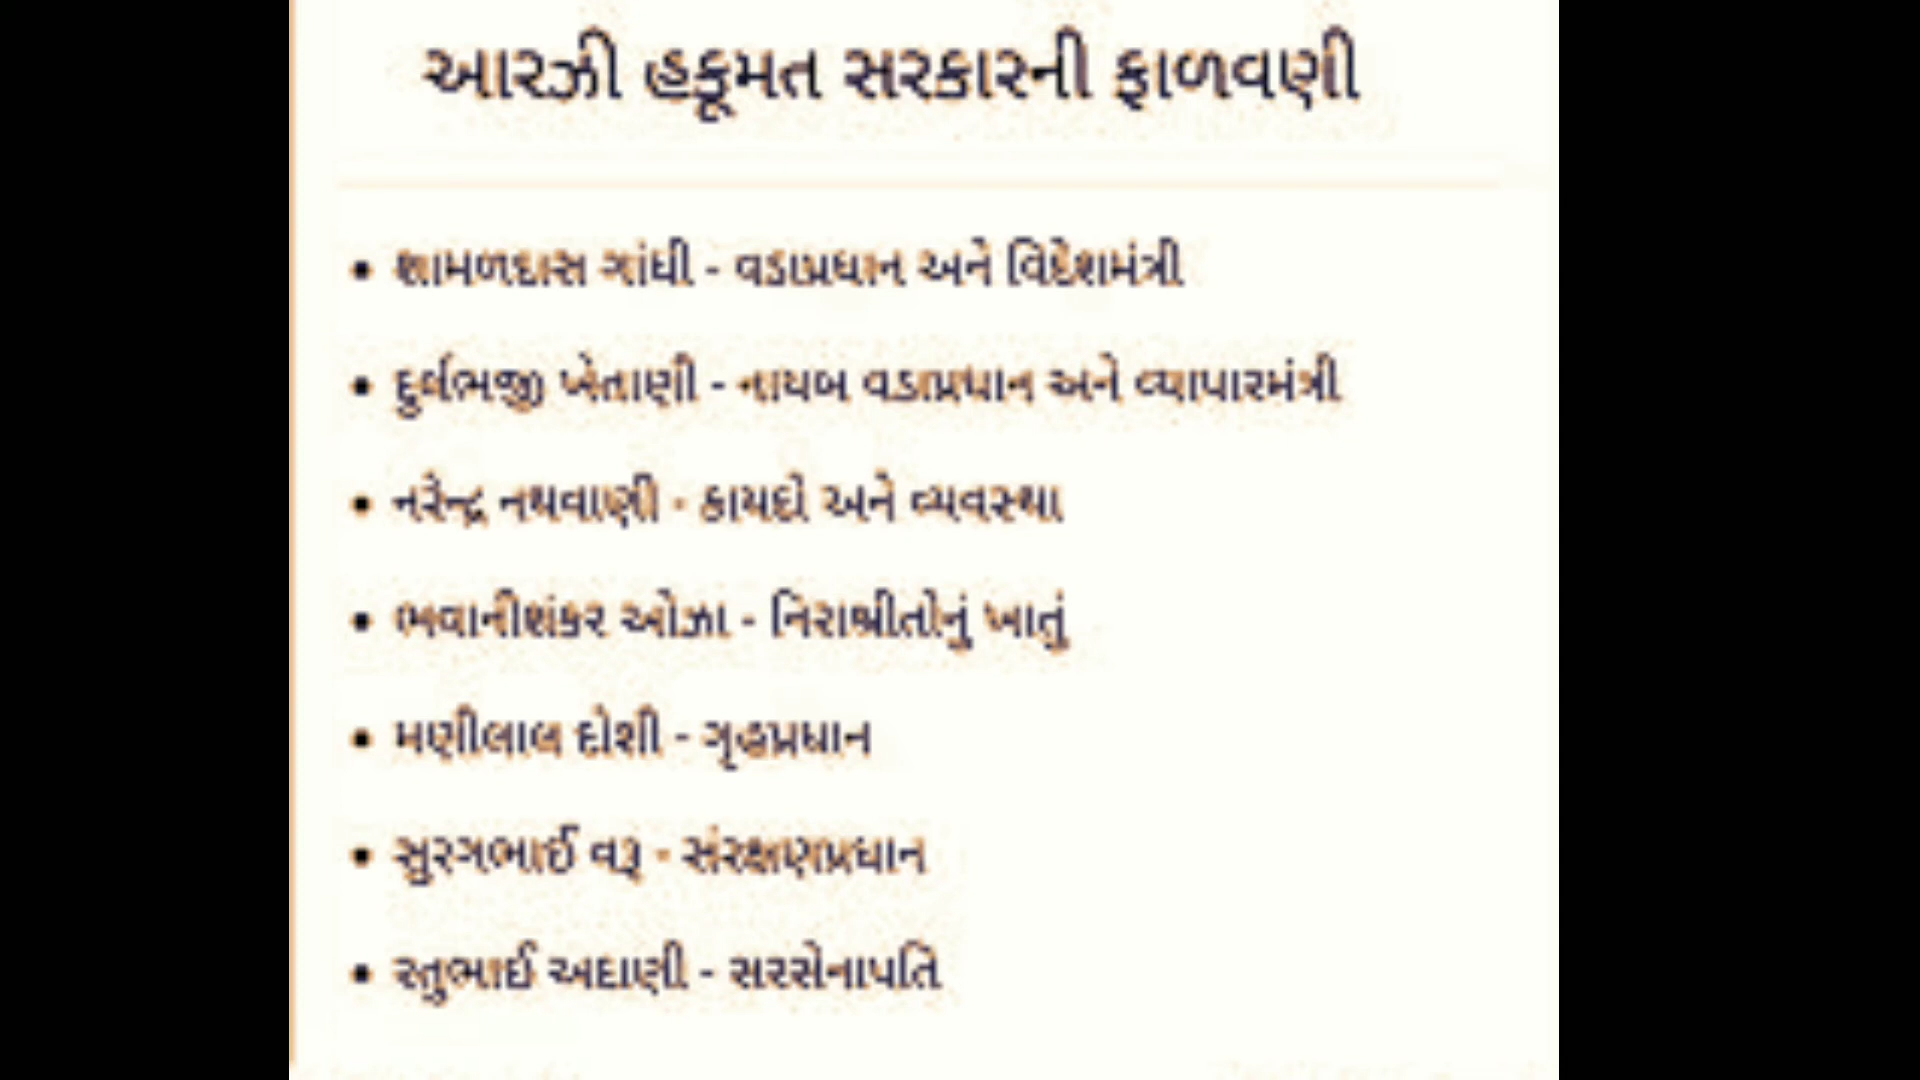 આરઝી હકૂમત સરકારની ફાળવણી
• શામળદાસ ગાંધી - વડાપ્રધાન અને વિદેશમંત્રી
• દુર્લભજી ખેતાણી - નાયબ વડાપ્રધાન અને વ્યાપારમંત્રી
• નરેન્દ્ર નથવાણી - કાયદો અને વ્યવસ્થા
• ભવાનીશંકર ઓઝા - નિરાશ્રીતોનું ખાતું
• મણીલાલ દોશી - ગૃહપ્રધાન
• સુરગભાઈ વરૂ - સંરક્ષણપ્રધાન
• રતુભાઈ અદાણી - સરસેનાપતિ